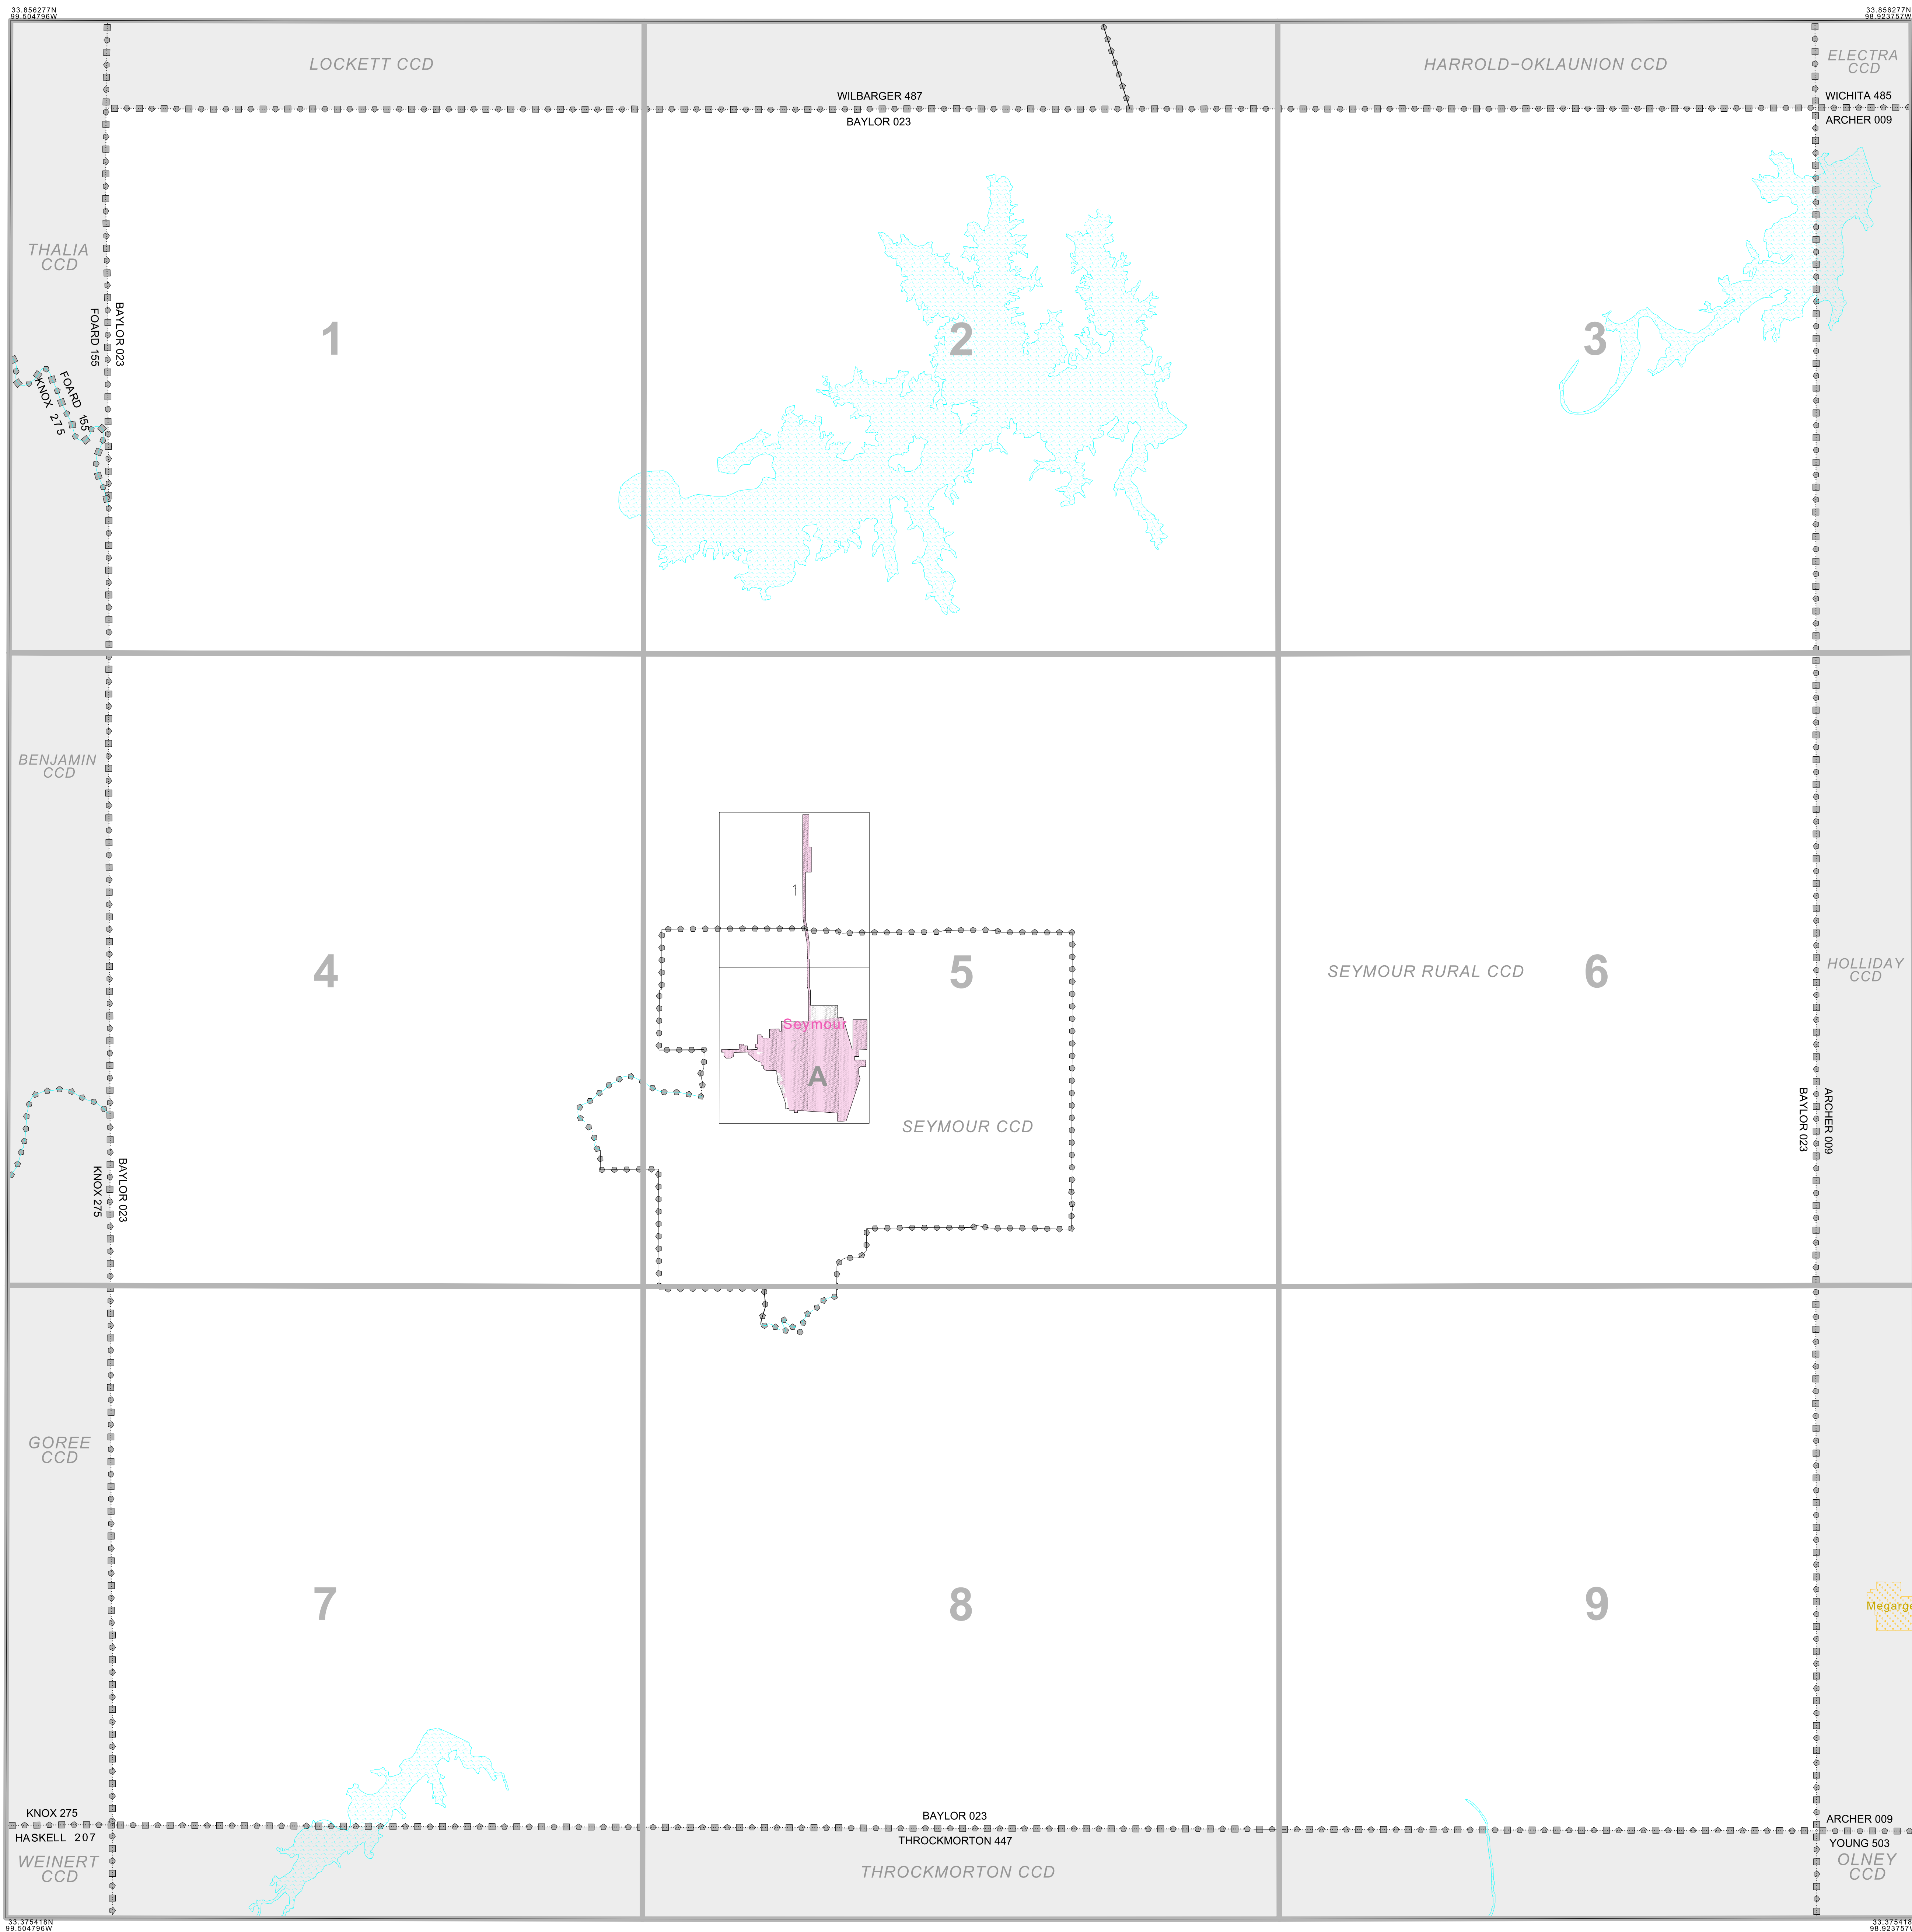 33.856277N
99.504796W
33.856277N
98.923757W
LOCKETT CCD
HARROLD-OKLAUNION CCD
ELECTRA
CCD
WILBARGER 487
BAYLOR 023
WICHITA 485
ARCHER 009
THALIA
CCD
FOARD 155
BAYLOR 023
1
2
3
FOARD 155
KNOX 275
BENJAMIN
CCD
1
4
5
SEYMOUR RURAL CCD
6
HOLLIDAY
CCD
Seymour
2
A
SEYMOUR CCD
BAYLOR 023
ARCHER 009
KNOX 275
BAYLOR 023
GOREE
CCD
7
8
9
Megarge
KNOX 275
HASKELL 207
BAYLOR 023
THROCKMORTON 447
ARCHER 009
YOUNG 503
WEINERT
CCD
THROCKMORTON CCD
OLNEY
CCD
33.375418N
99.504796W
33.375418
98.923757W